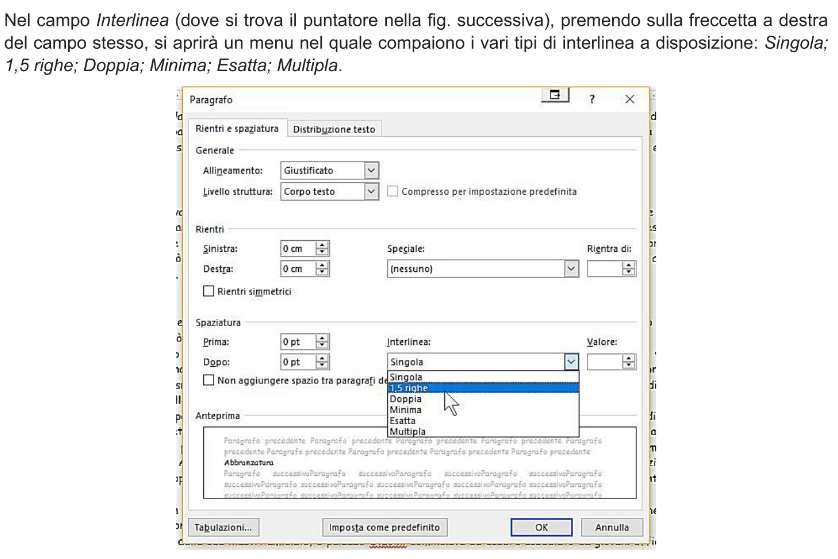 Nel campo Interlinea (dove si trova il puntatore nella fig. successiva), premendo sulla freccetta a destra
del campo stesso, si aprirà un menu nel quale compaiono i vari tipi di interlinea a disposizione: Singola;
1,5 righe; Doppia; Minima; Esatta; Multipla.
Paragrafo
?
Rientri e spaziatura Distribuzione testo
Generale
Allineamento: Giustificato
Livello struttura: Corpo testo Compresso per impostazione predefinita
Rientri
Sinistra: 0 cm Speciale: Rientra di:
Destra: 0 cm (nessuno)
Rientri simmetrici
Spaziatura
Prima: 0 pt Interlinea: Valore:
Dopo: 0 pt Singola
Singola
Non aggiungere spazio tra paragrafi
1,5 righe
Doppia
Minima
Esatta
Multipla
Anteprima
Paragrafo precedente Paragrafo precedente Paragrafo precedente Paragrafo precedente Paragrafo
precedente Paragrafo precedente Paragrafo precedente Paragrafo precedente Paragrafo precedente
Abbronzatura
Paragrafo successivoParagrafo successivoParagrafo successivoParagrafo successivoParagrafo
successivoParagrafo successivoParagrafo successivoParagrafo successivoParagrafo successivoParagrafo
successivoParagrafo successivoParagrafo successivoParagrafo successivoParagrafo successivoParagrafo
Tabulazioni... Imposta come predefinito OK Annulla